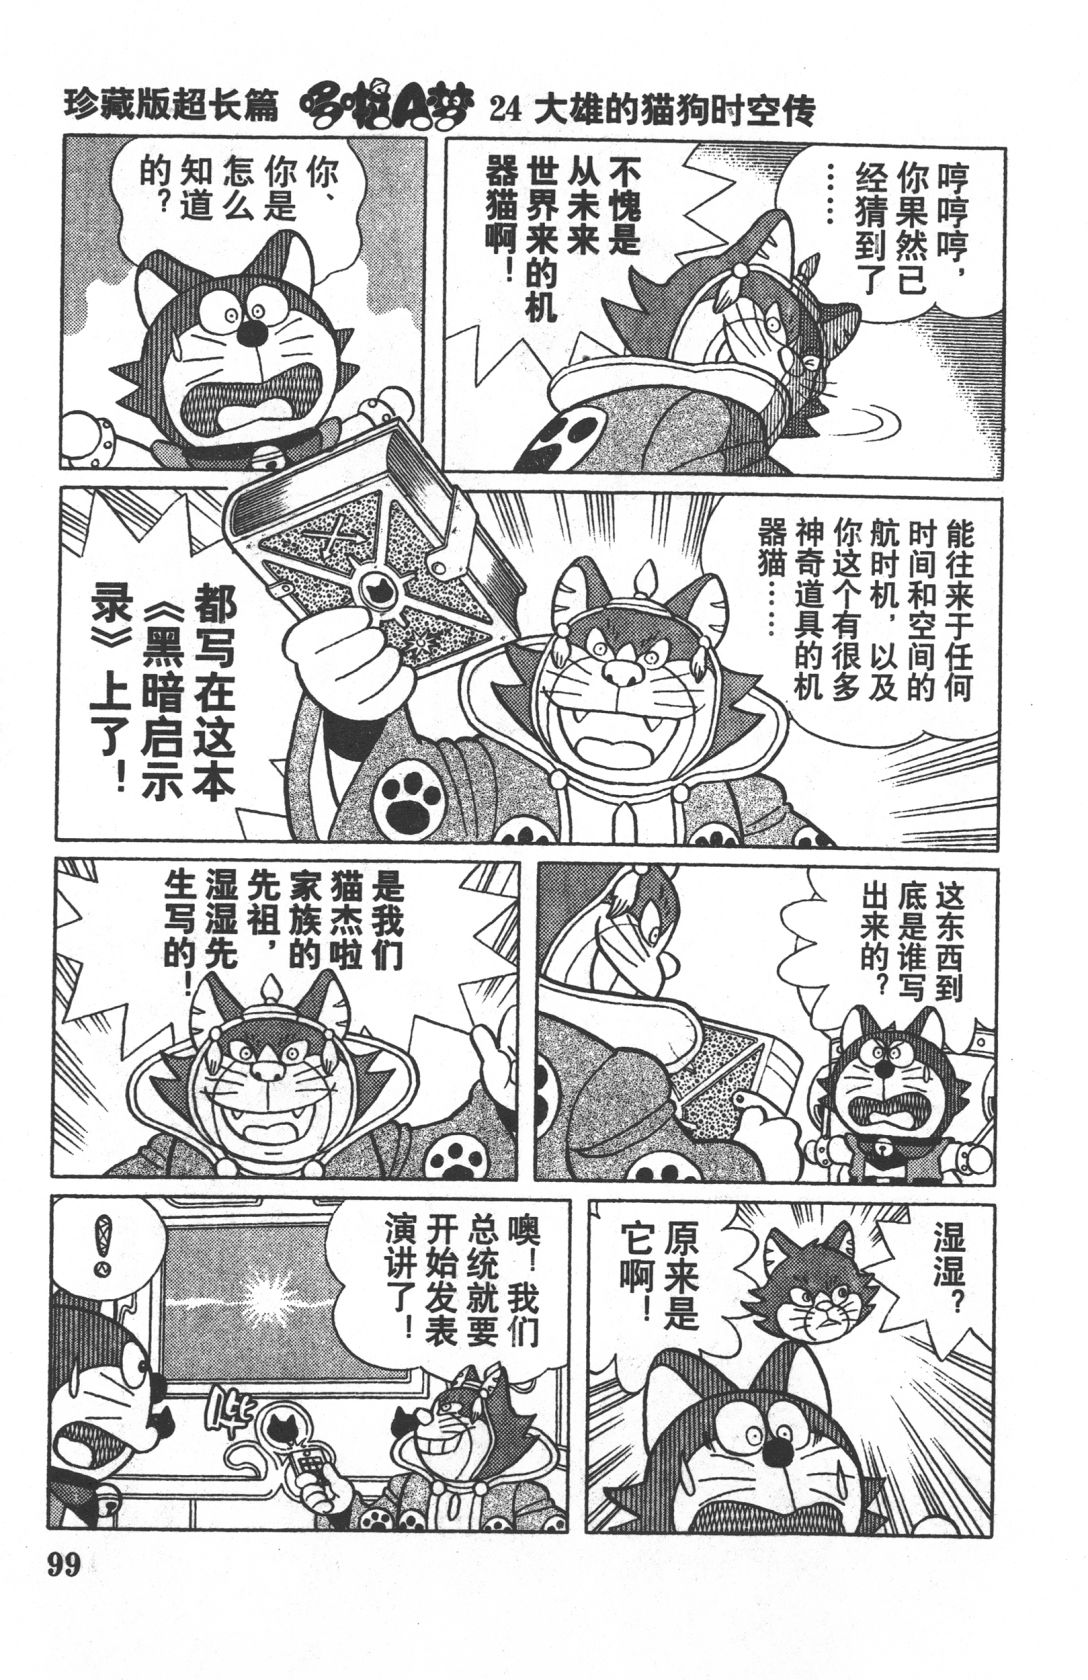 珍藏版超长篇 哆啦A梦 24 大雄的猫狗时空传
哼哼哼，
你果然已
经猜到了
……
不愧是
从未来
世界来的机
器猫啊！
你、
你是
怎么
知道
的？
能往来于任何
时间和空间的
航时机，以及
你这个有很多
神奇道具的机
器猫……
都写在这本
《黑暗启示
录》上了！
这东西到
底是谁写
出来的？
是我们
猫杰啦
家族的
先祖，
湿湿先
生写的！
湿湿？
原来是
它啊！
噢！我们
总统就要
开始发表
演讲了！
哔
！
99